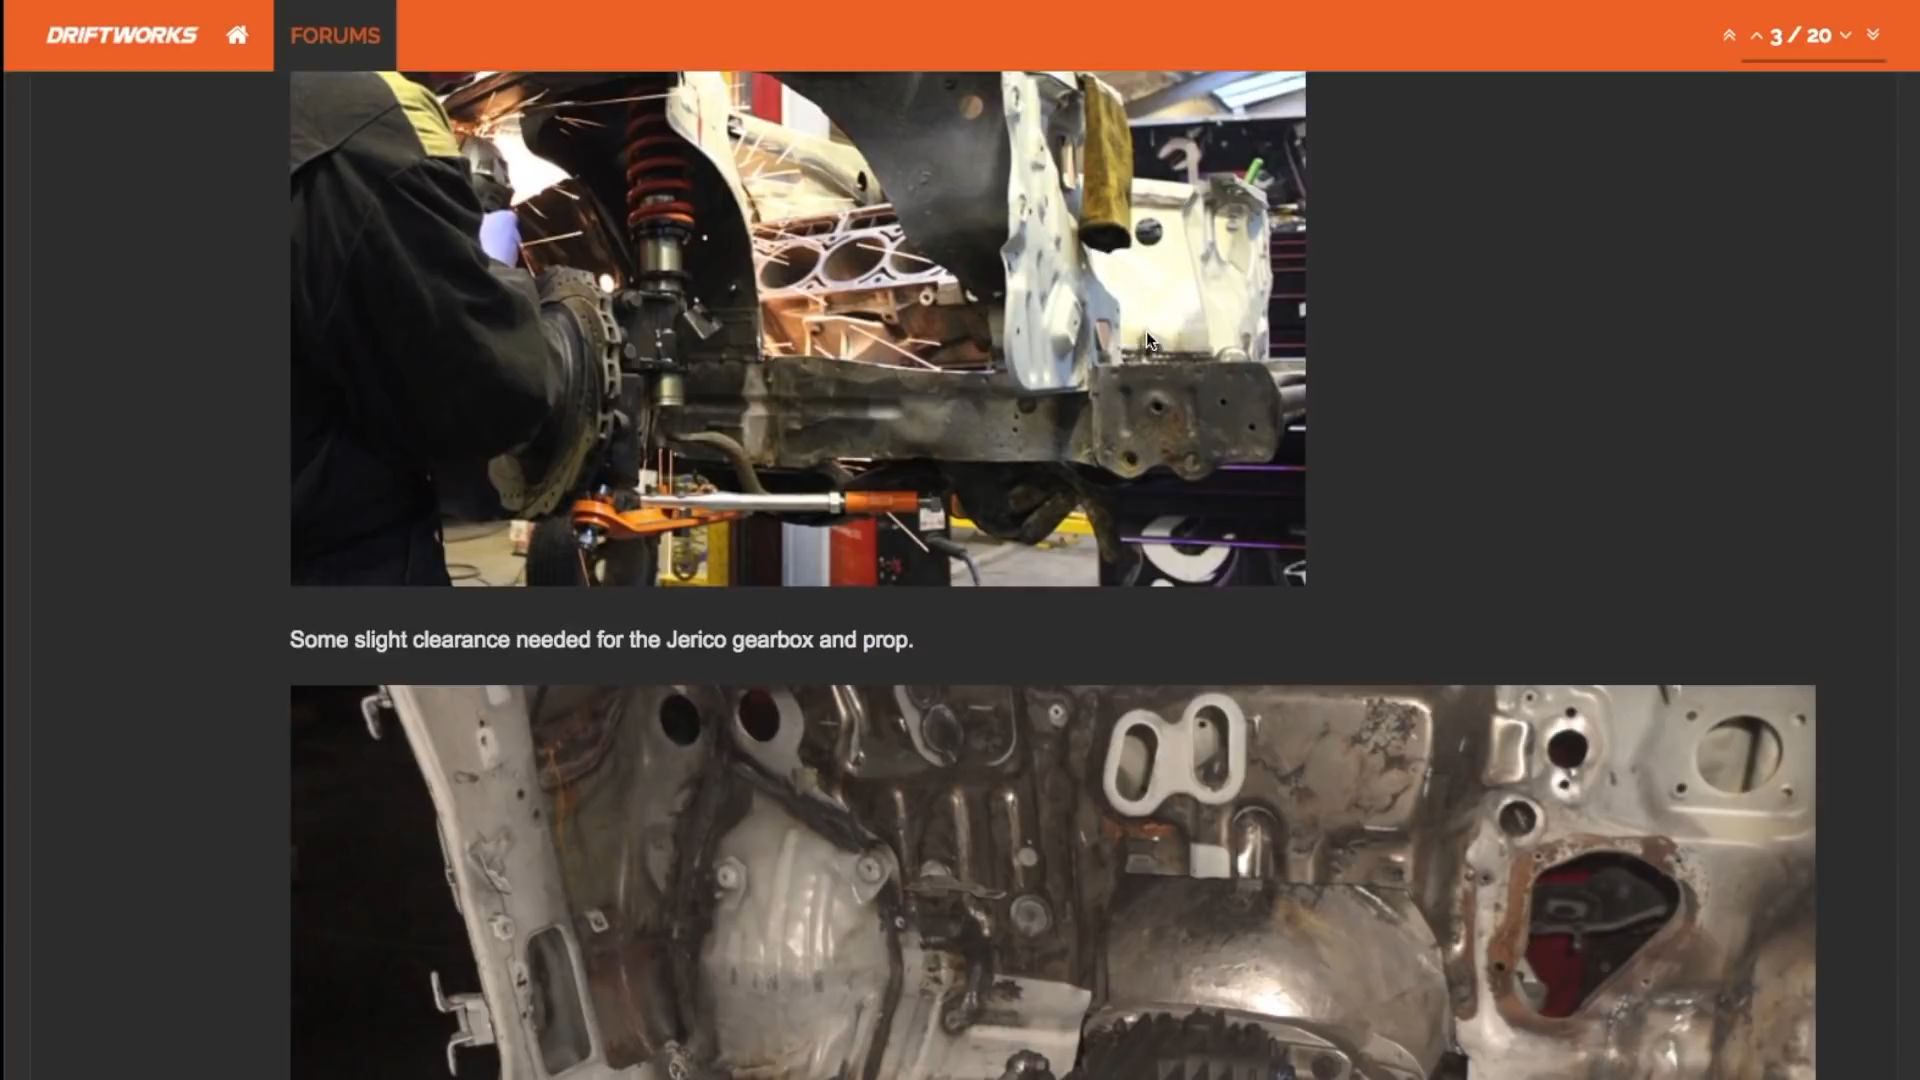 DRIFTWORKS
FORUMS
3 / 20
Some slight clearance needed for the Jerico gearbox and prop.